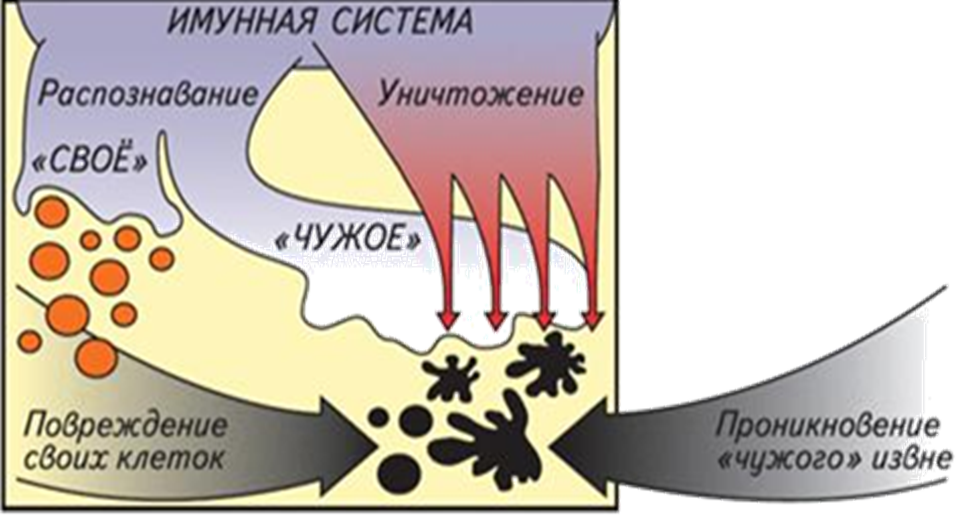 ИМУННАЯ СИСТЕМА
Распознавание
Уничтожение
«СВОЁ»
«ЧУЖОЕ»
Повреждение
своих клеток
Проникновение
«чужого» извне